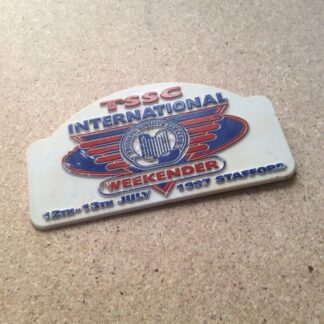 TSSC
INTERNATIONAL
WEEKENDER
12TH-13TH JULY 1997 STAFFORD